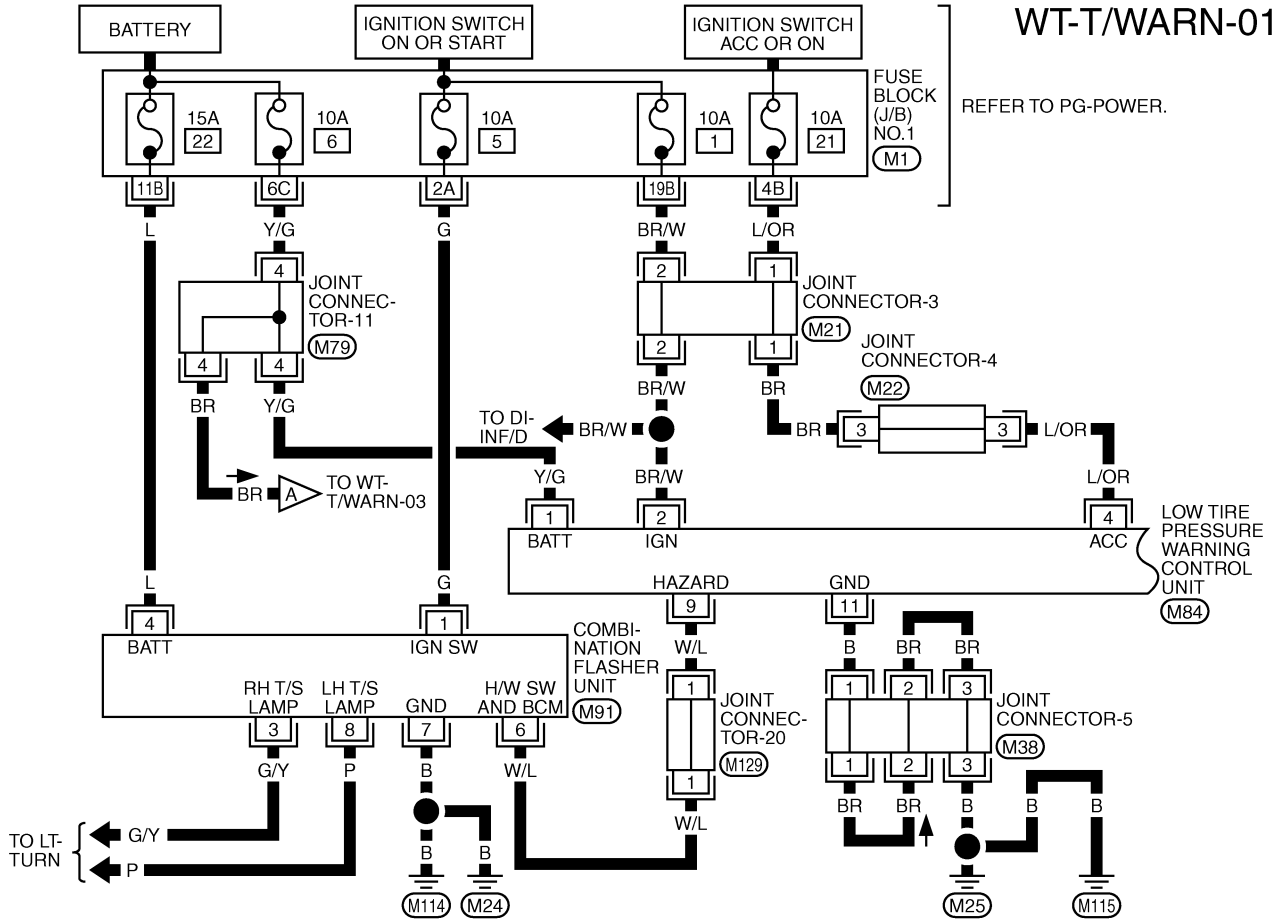 WT-T/WARN-01
BATTERY
IGNITION SWITCH
ON OR START
IGNITION SWITCH
ACC OR ON
FUSE
BLOCK
(J/B)
NO.1
M1
REFER TO PG-POWER.
15A
22
10A
6
10A
5
10A
1
10A
21
11B
6C
2A
19B
4B
L
Y/G
G
BR/W
L/OR
4
JOINT
CONNEC-
TOR-11
M79
2
1
JOINT
CONNECTOR-3
M21
4
4
2
1
JOINT
CONNECTOR-4
M22
BR
Y/G
BR/W
BR
TO DI-
INF/D
BR/W
BR
3
3
L/OR
BR
A
TO WT-
T/WARN-03
Y/G
BR/W
L/OR
1
2
4
BATT
IGN
ACC
LOW TIRE
PRESSURE
WARNING
CONTROL
UNIT
M84
HAZARD
GND
L
G
9
11
4
1
BATT
IGN SW
COMBI-
NATION
FLASHER
UNIT
M91
W/L
B
BR
BR
RH T/S
LAMP
LH T/S
LAMP
GND
H/W SW
AND BCM
1
JOINT
CONNEC-
TOR-20
M129
1
2
3
JOINT
CONNECTOR-5
M38
3
8
7
6
1
1
2
3
G/Y
P
B
W/L
W/L
BR
BR
B
B
B
TO LT-
TURN
G/Y
P
B
B
M114
M24
M25
M115